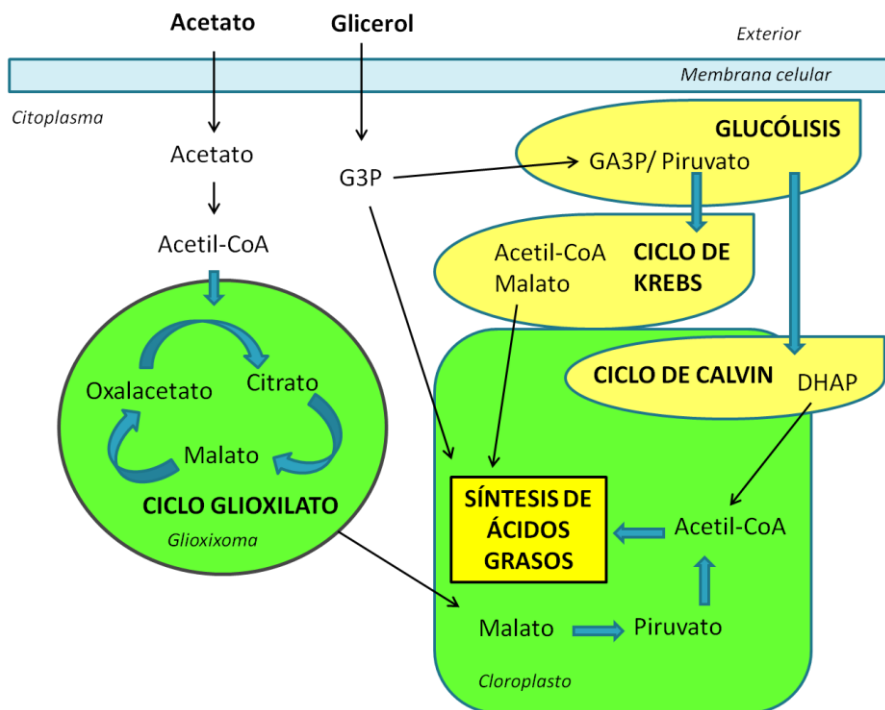 Acetato
Glicerol
Exterior
Membrana celular
Citoplasma
Acetato
Acetil-CoA
G3P
GLUCÓLISIS
GA3P/ Piruvato
Acetil-CoA
Malato
CICLO DE
KREBS
CICLO DE CALVIN
DHAP
Oxalacetato
Citrato
Malato
CICLO GLIOXILATO
Glioxixoma
SÍNTESIS DE
ÁCIDOS
GRASOS
Acetil-CoA
Malato
Piruvato
Cloroplasto